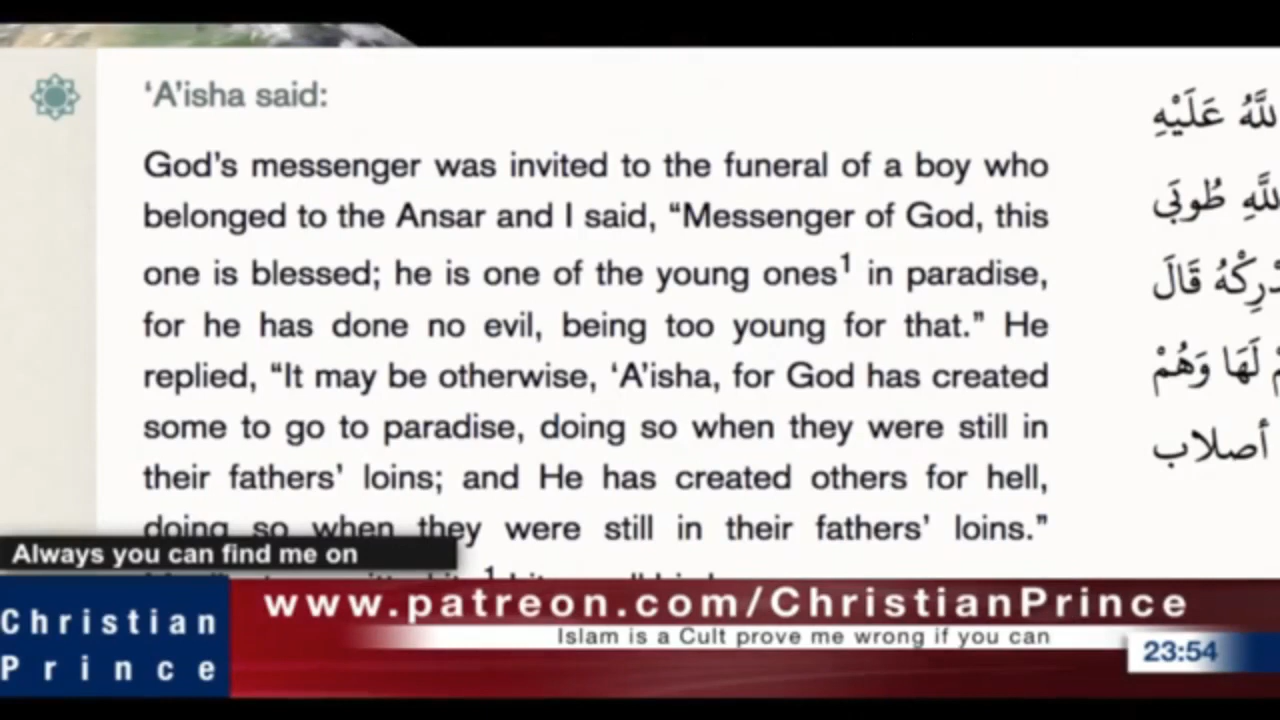 ‘A’isha said:
God’s messenger was invited to the funeral of a boy who
belonged to the Ansar and I said, “Messenger of God, this
one is blessed; he is one of the young ones¹ in paradise,
for he has done no evil, being too young for that.” He
replied, “It may be otherwise, ‘A’isha, for God has created
some to go to paradise, doing so when they were still in
their fathers’ loins; and He has created others for hell,
doing so when they were still in their fathers’ loins.”
للَّهُ عَلَيْهِ
للَّهِ طُوبَى
قَالَ
لَهَا وَهُمْ
أصلاب
Always you can find me on
Christian
Prince
www.patreon.com/ChristianPrince
Islam is a Cult prove me wrong if you can
23:54